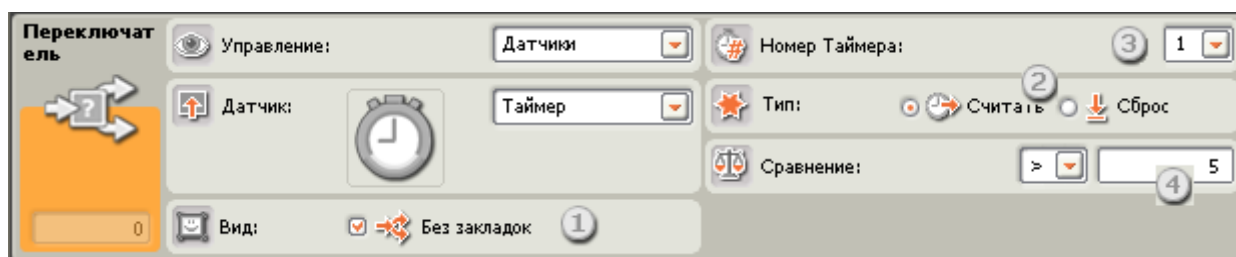 Переключат
ель
0
Управление:
Датчики
Датчик:
Таймер
Вид:
Без закладок
1
Номер Таймера:
3
1
Тип:
Считать
2
Сброс
Сравнение:
>
5
4